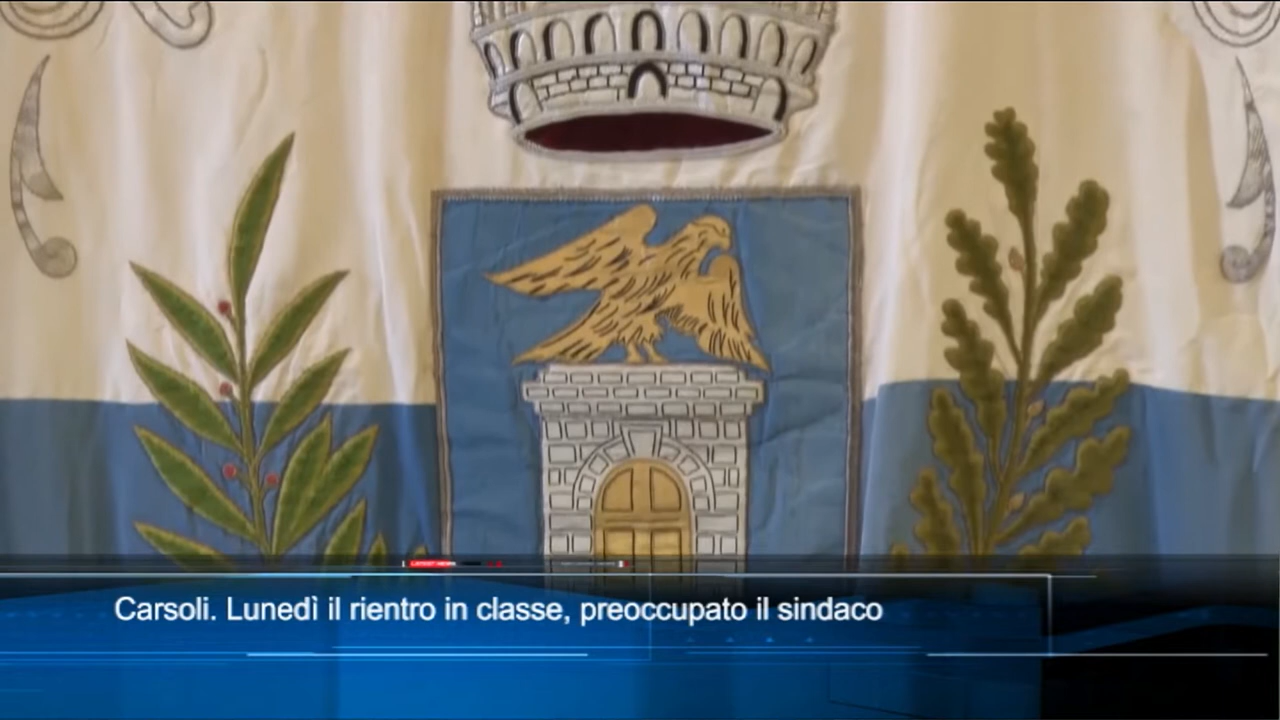 Carsoli. Lunedì il rientro in classe, preoccupato il sindaco